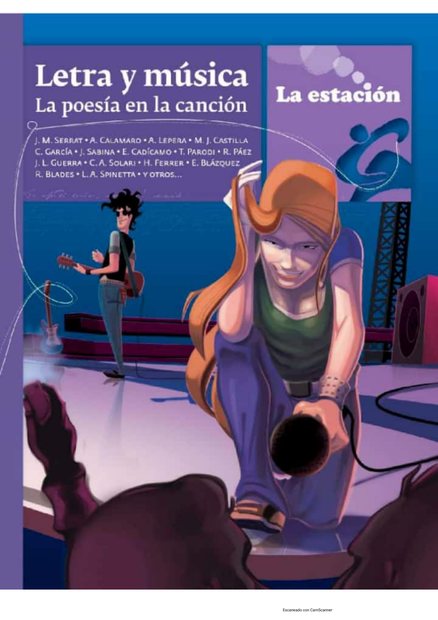 Letra y música
La poesía en la canción
La estación
J. M. Serrat • A. Calamaro • A. Lepera • M. J. Castilla
C. García • J. Sabina • E. Cadícamo • T. Parodi • R. Páez
J. L. Guerra • C. A. Solari • H. Ferrer • E. Blázquez
R. Blades • L. A. Spinetta • y otros...
Escaneado con CamScanner